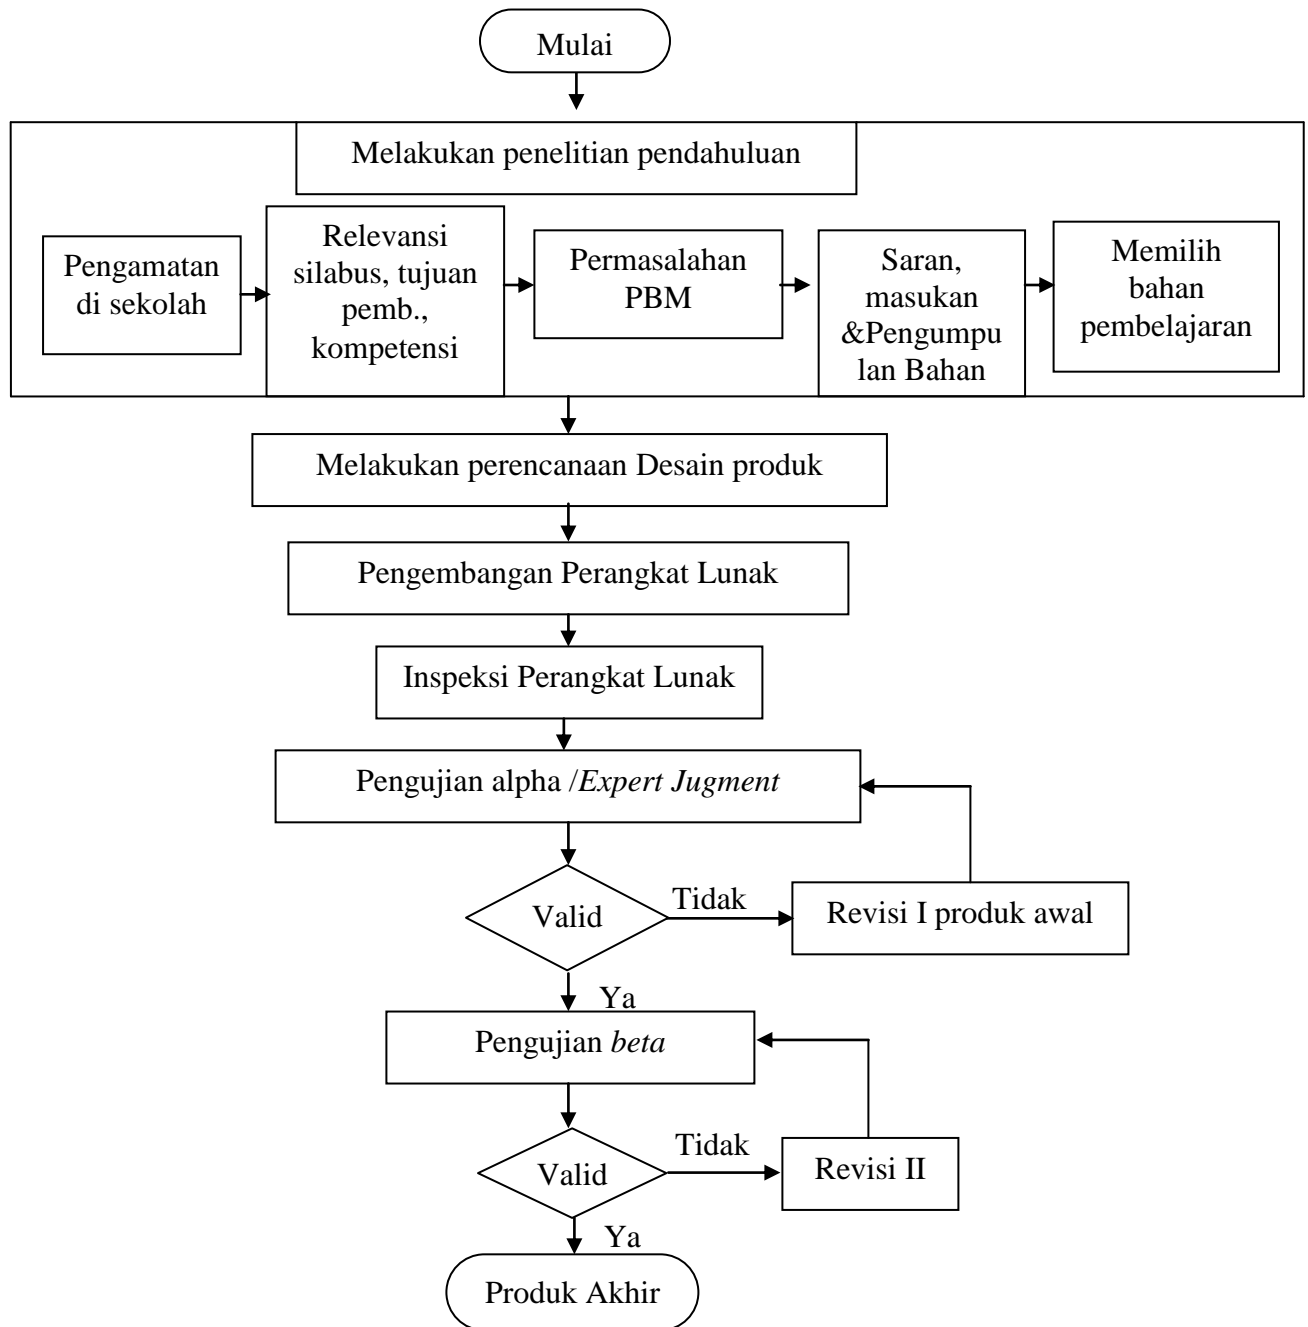 Mulai
Melakukan penelitian pendahuluan
Pengamatan
di sekolah
Relevansi
silabus, tujuan
pemb.,
kompetensi
Permasalahan
PBM
Saran,
masukan
&Pengumpu
lan Bahan
Memilih
bahan
pembelajaran
Melakukan perencanaan Desain produk
Pengembangan Perangkat Lunak
Inspeksi Perangkat Lunak
Pengujian alpha /Expert Jugment
Valid
Tidak
Revisi I produk awal
Ya
Pengujian beta
Valid
Tidak
Revisi II
Ya
Produk Akhir